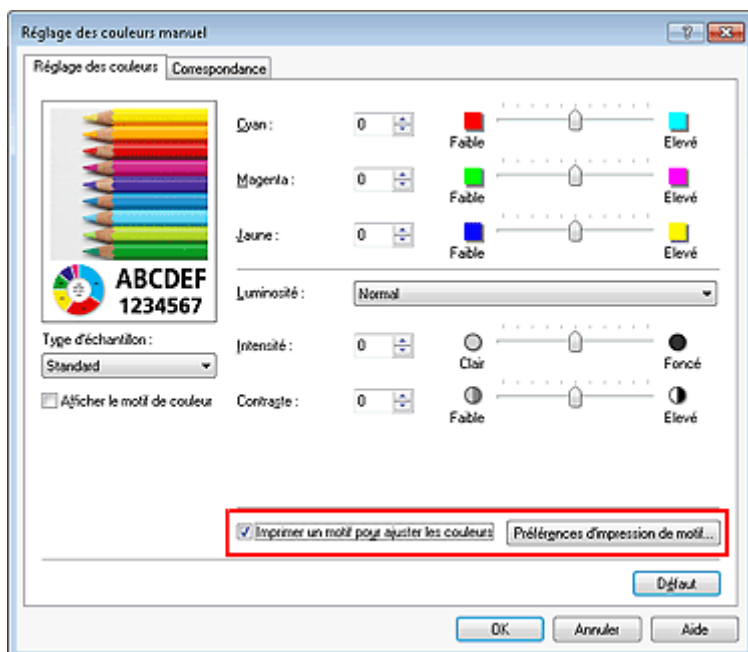 Réglage des couleurs manuel
Réglage des couleurs
Correspondance
ABCDEF
1234567
Type d'échantillon :
Standard
Afficher le motif de couleur
Cyan :
0
Faible
Elevé
Magenta :
0
Faible
Elevé
Jaune :
0
Faible
Elevé
Luminosité :
Normal
Intensité :
0
Clair
Foncé
Contraste :
0
Faible
Elevé
Imprimer un motif pour ajuster les couleurs
Préférences d'impression de motif...
Défaut
OK
Annuler
Aide